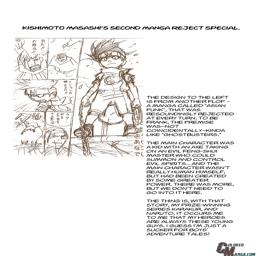 KISHIMOTO MASASHI'S SECOND MANGA REJECT SPECIAL.
THE DESIGN TO THE LEFT
IS FROM ANOTHER FLOP -
A MANGA CALLED "ASIAN
PUNK", THAT WAS
RESOUNDINGLY REJECTED
AT EVERY TURN. TO BE
FRANK, THE PREMISE
WAS--NOT
COINCIDENTALLY--KINDA
LIKE "GHOSTBUSTERS."
THE MAIN CHARACTER WAS
A KID WITH AN AXE TAKING
ON AN EVIL FENG-SHUI
MASTER WHO COULD
SUMMON AND CONTROL
EVIL SPIRITS... AND THE
MAIN CHARACTER WASN'T
REALLY HUMAN HIMSELF,
BUT HAD BEEN CREATED
BY SOME GREATER
POWER. THERE WAS MORE,
BUT WE DON'T NEED
TO GO INTO IT HERE.
THE THING IS, WITH THAT
STORY, MY PRIZE-WINNING
SERIES KARAKURI, AND
NARUTO, IT OCCURS TO
ME TO THAT MY HEROES
ARE ALWAYS THESE YOUNG
GUYS. I GUESS I'M JUST A
SUCKER FOR BOYS'
ADVENTURE TALES!
COLORED
MANGA.COM